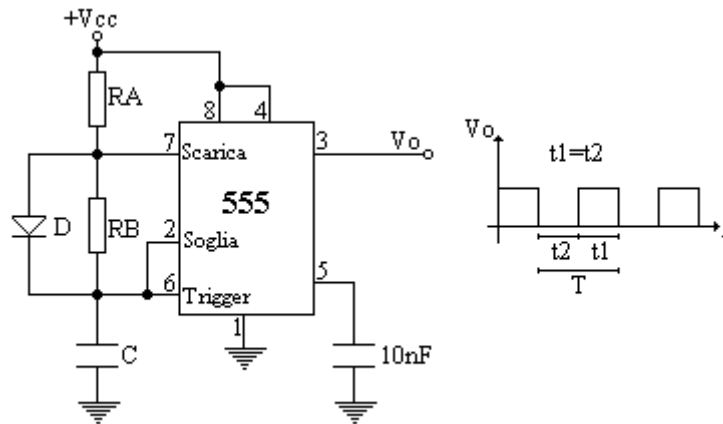 +Vcc
RA
8
4
7
Scarica
3
Vo
D
RB
555
2
Soglia
6
Trigger
5
1
C
10nF
Vo
t1=t2
t2
t1
T